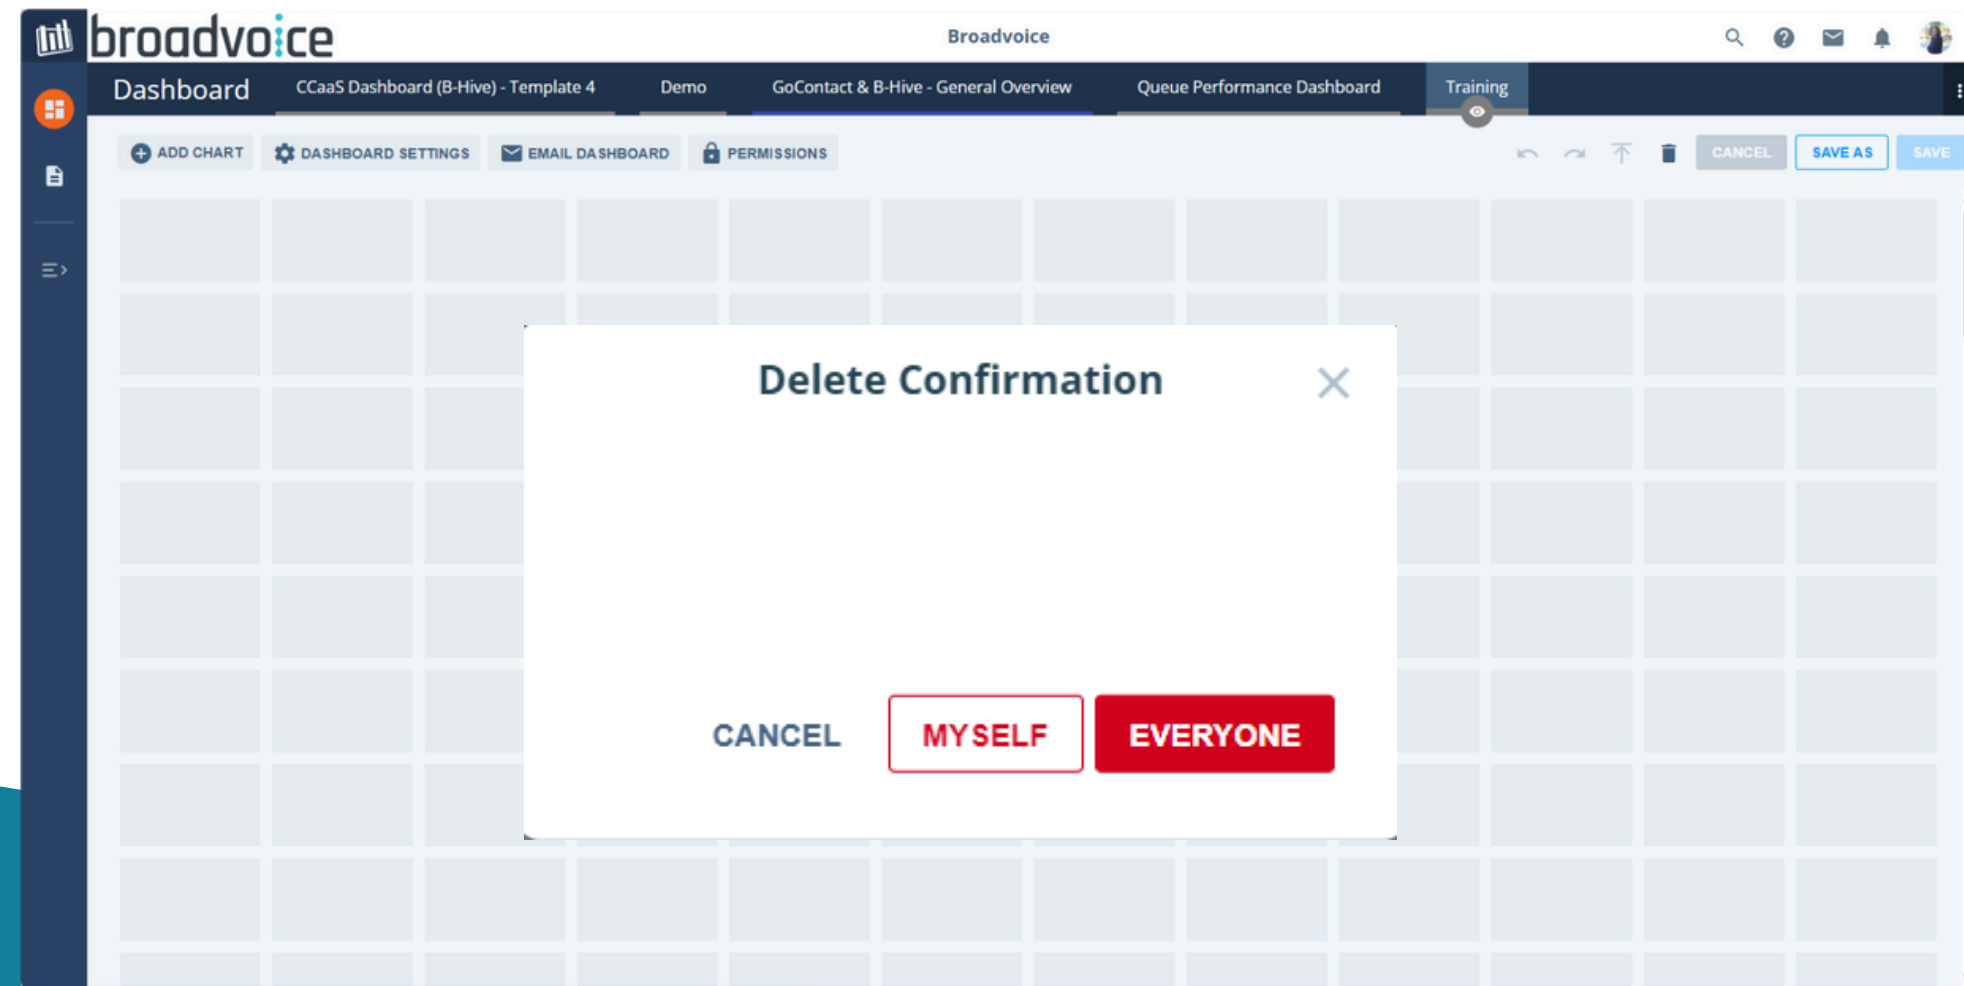 broadvoice
Broadvoice
Dashboard
CCaaS Dashboard (B-Hive) - Template 4
Demo
GoContact & B-Hive - General Overview
Queue Performance Dashboard
Training
ADD CHART
DASHBOARD SETTINGS
EMAIL DASHBOARD
PERMISSIONS
CANCEL
SAVE AS
SAVE
Delete Confirmation
CANCEL
MYSELF
EVERYONE